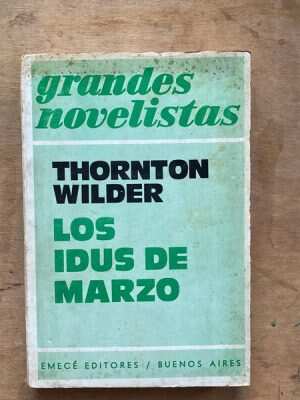 grandes
novelistas
THORNTON
WILDER
LOS
IDUS DE
MARZO
EMECÉ EDITORES / BUENOS AIRES